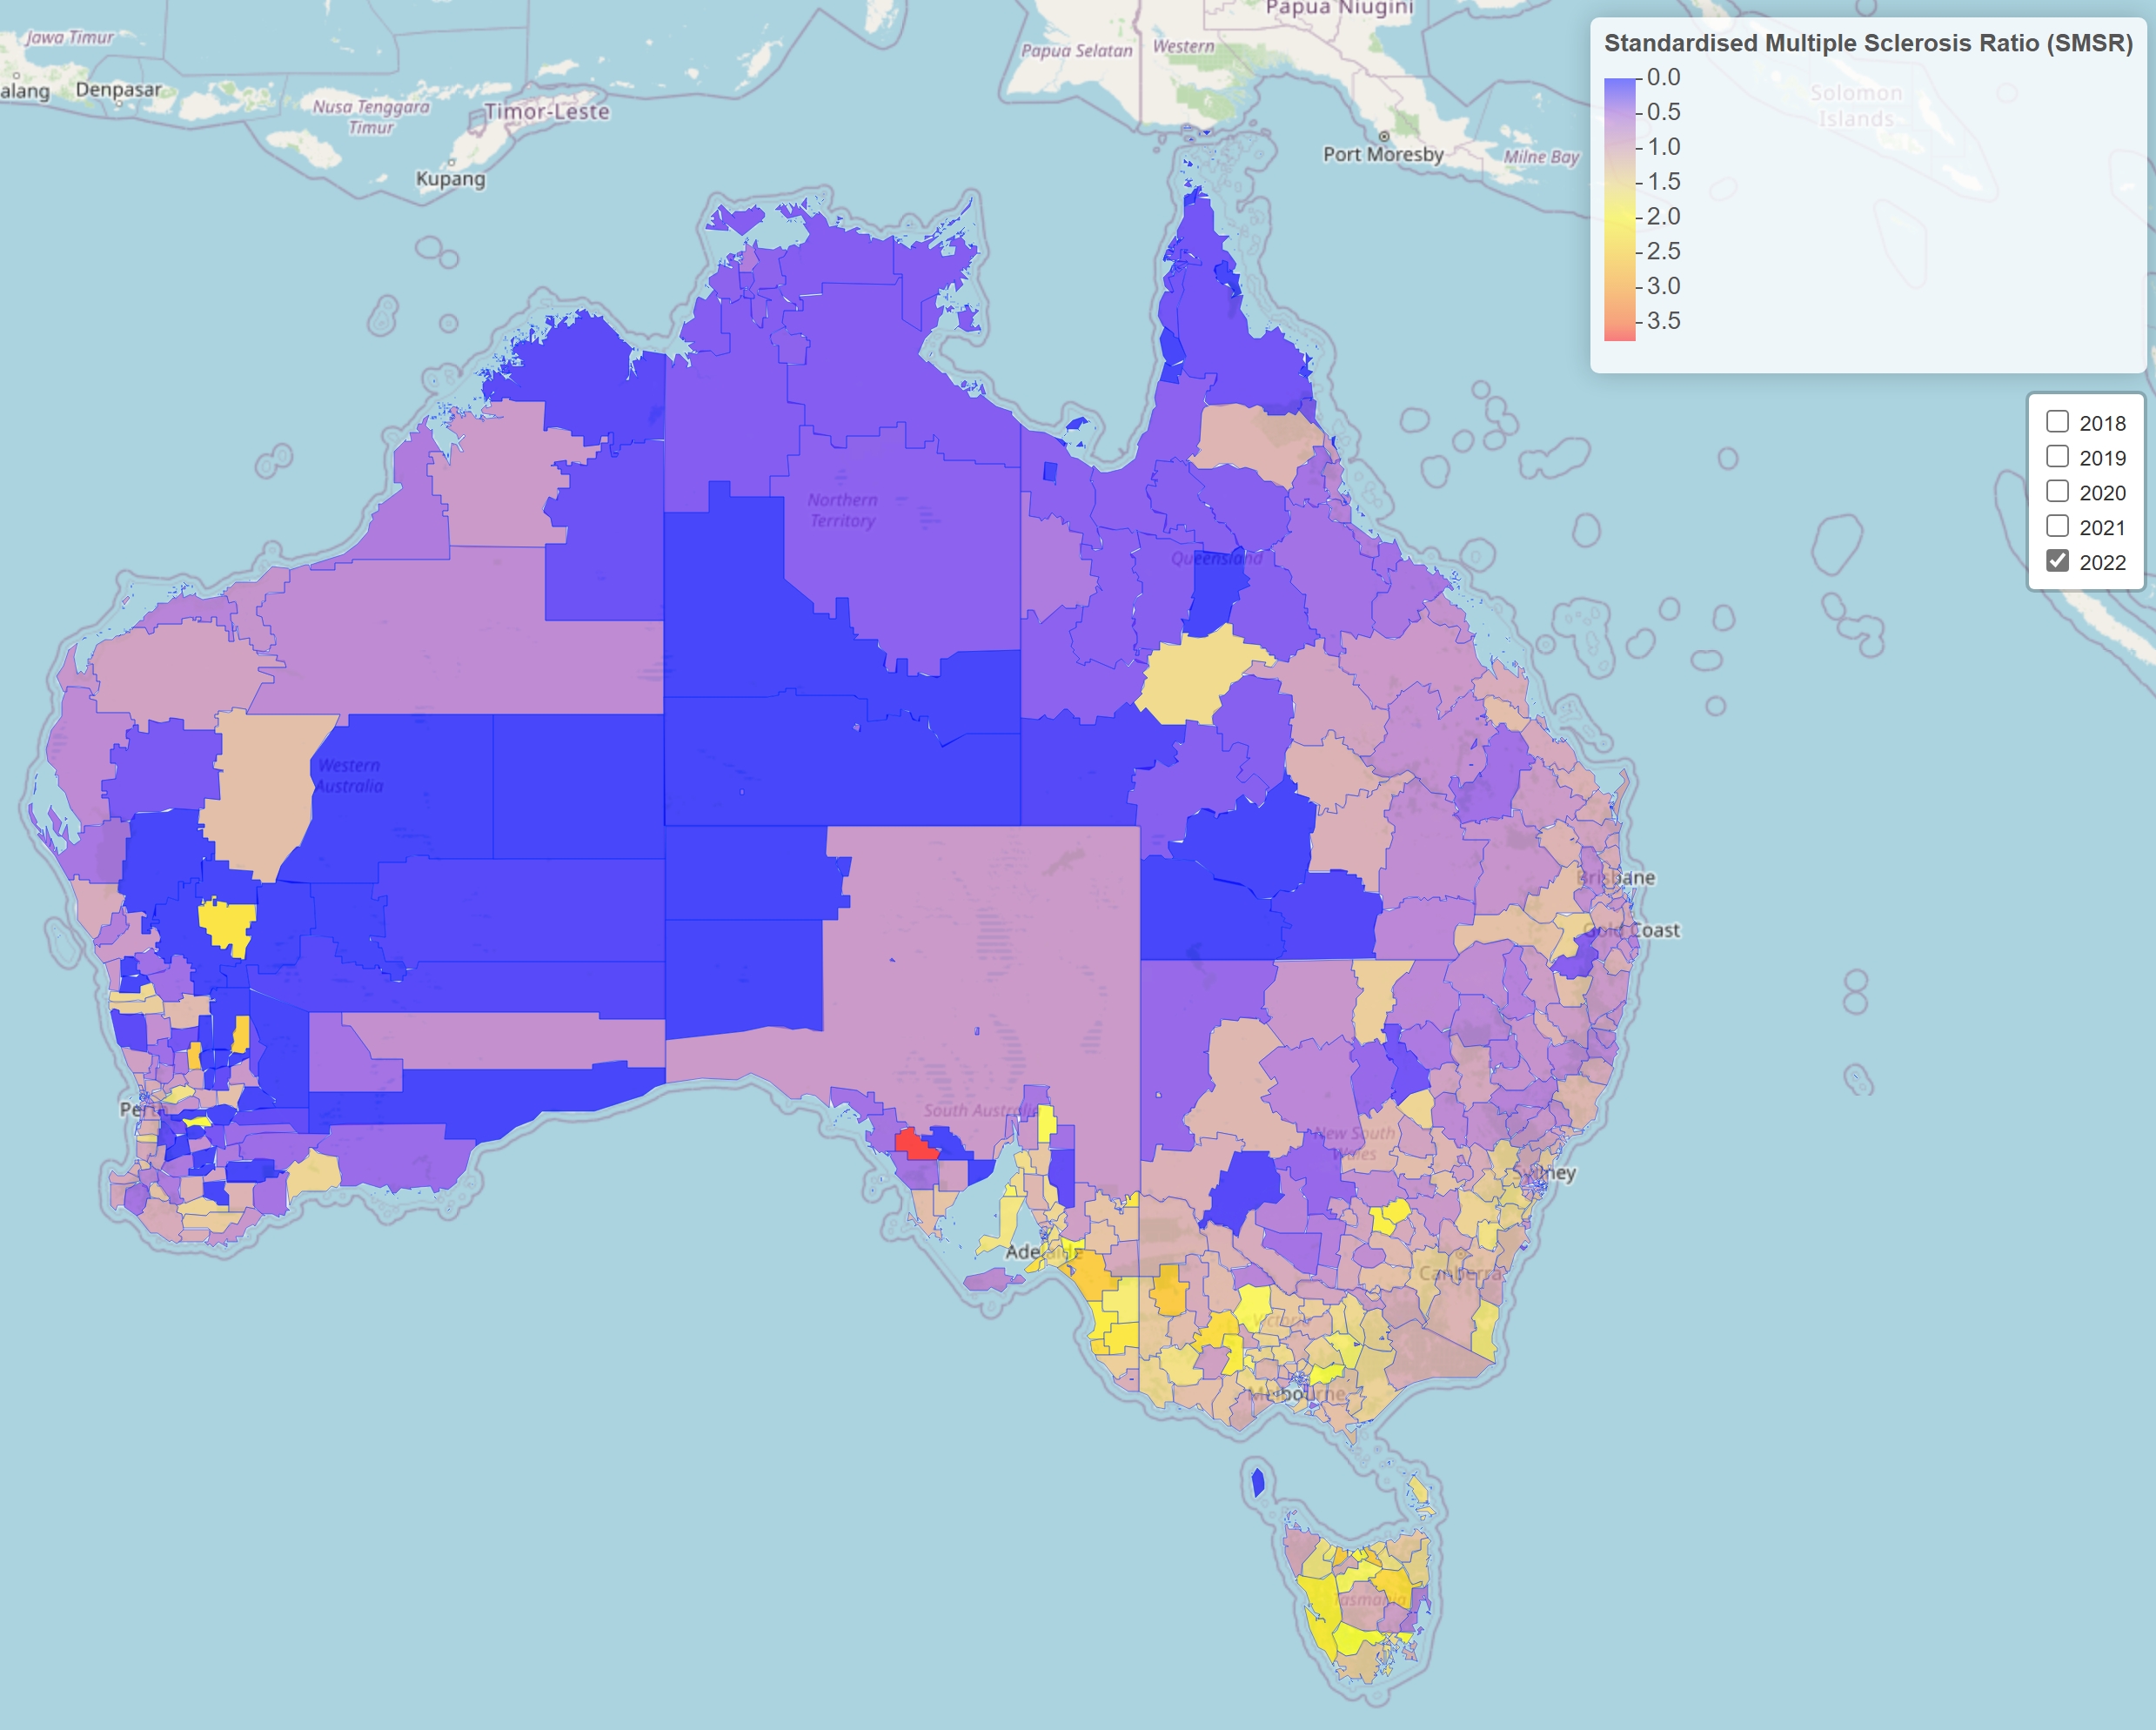 Papua Niugini
Jawa Timur
Papua Selatan
Western
alang
Denpasar
Nusa Tenggara
Timur
Timor-Leste
Kupang
Port Moresby
Milne Bay
Solomon
Islands
Standardised Multiple Sclerosis Ratio (SMSR)
0.0
0.5
1.0
1.5
2.0
2.5
3.0
3.5
2018
2019
2020
2021
2022
Northern
Territory
Queensland
Western
Australia
Brisbane
Gold Coast
South Australia
New South
Wales
Sydney
Perth
Adelaide
Canberra
Victoria
Melbourne
Tasmania